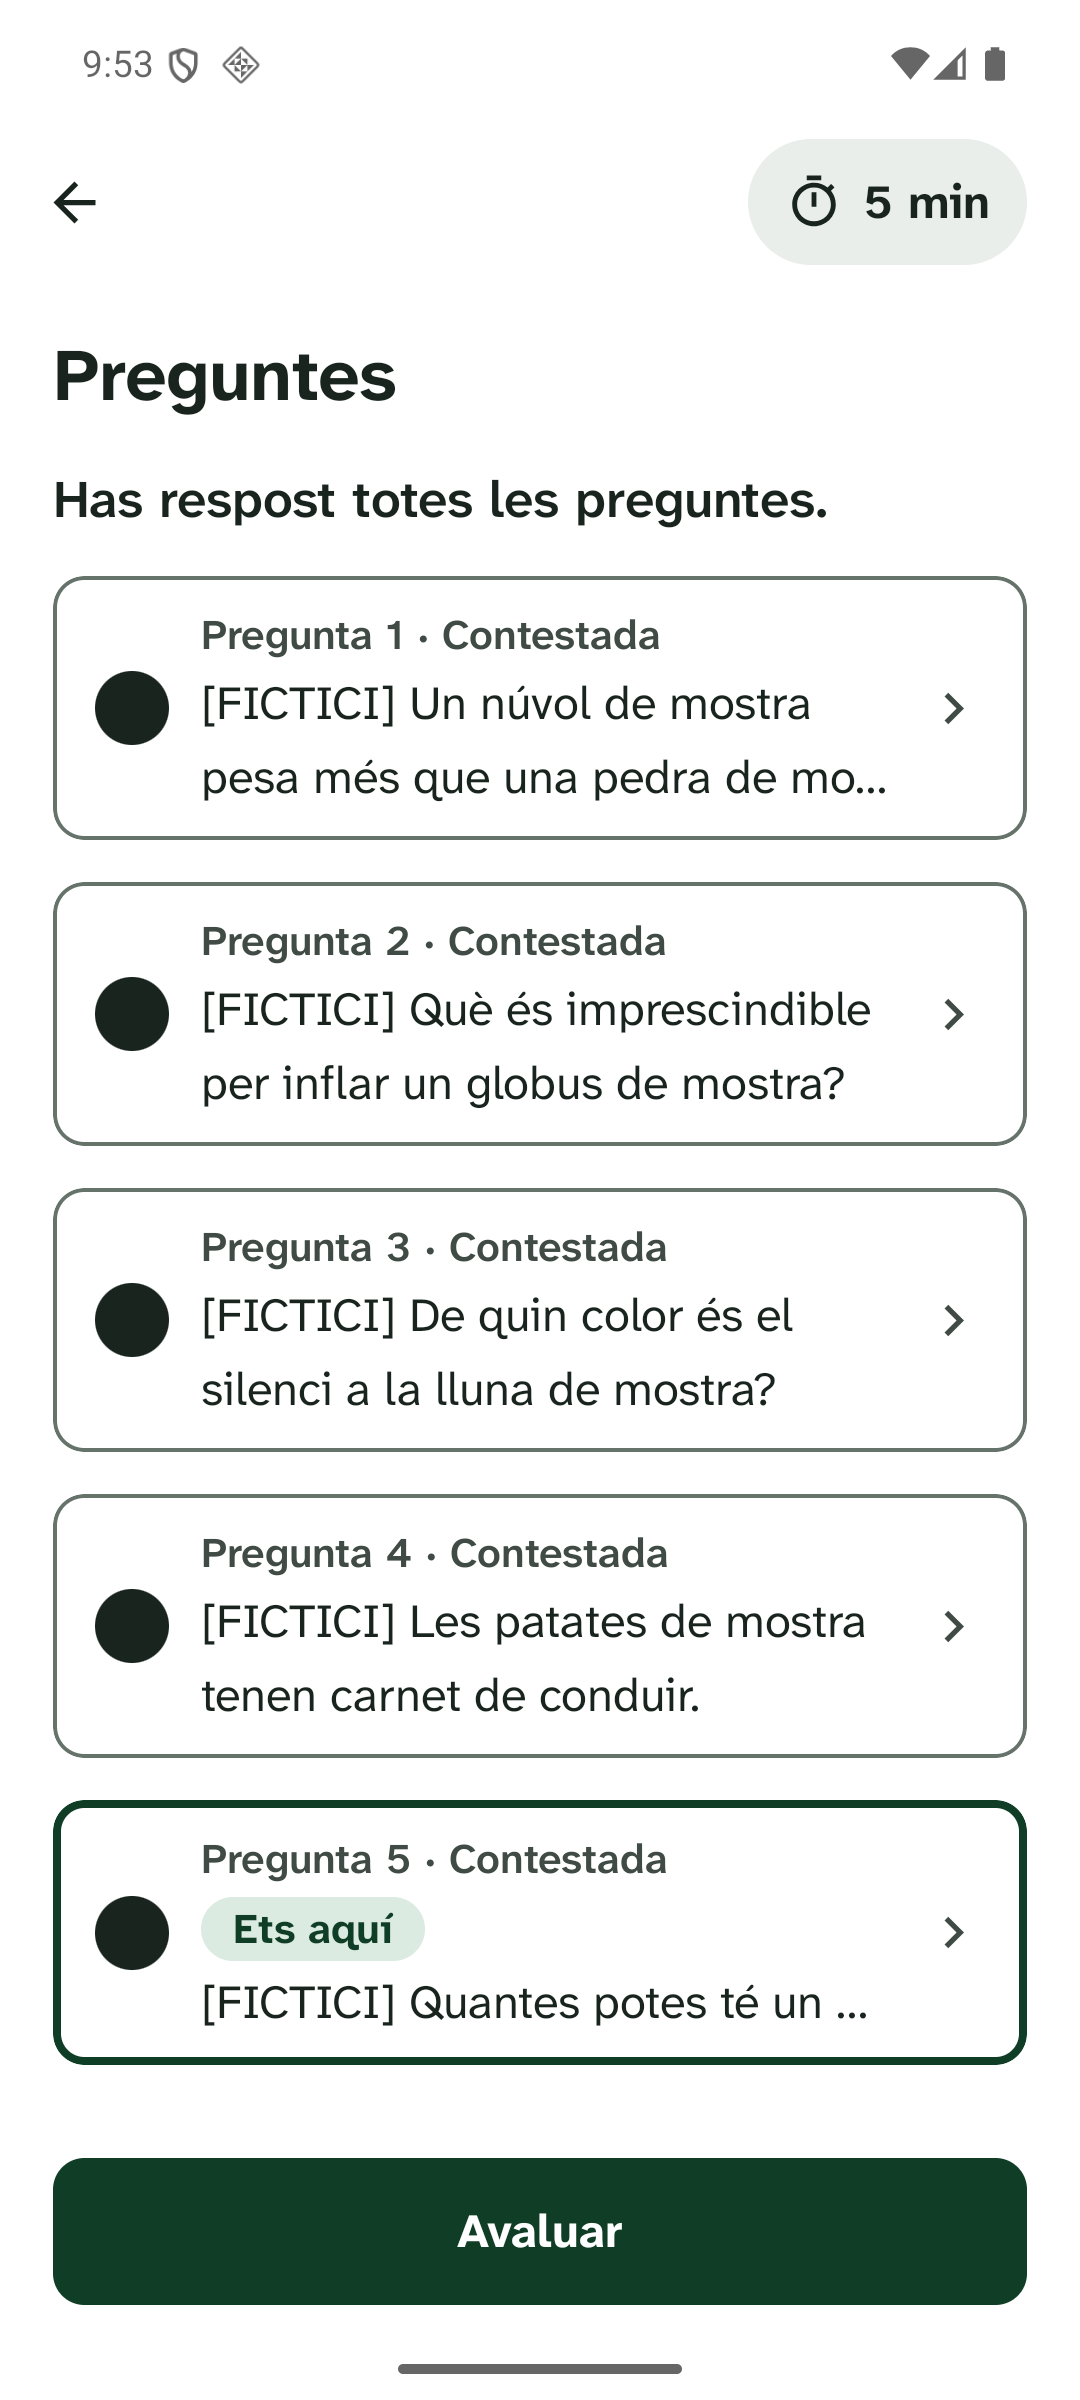 9:53
5 min
Preguntes
Has respost totes les preguntes.
Pregunta 1 · Contestada
[FICTICI] Un núvol de mostra
pesa més que una pedra de mo...
Pregunta 2 · Contestada
[FICTICI] Què és imprescindible
per inflar un globus de mostra?
Pregunta 3 · Contestada
[FICTICI] De quin color és el
silenci a la lluna de mostra?
Pregunta 4 · Contestada
[FICTICI] Les patates de mostra
tenen carnet de conduir.
Pregunta 5 · Contestada
Ets aquí
[FICTICI] Quantes potes té un ...
Avaluar